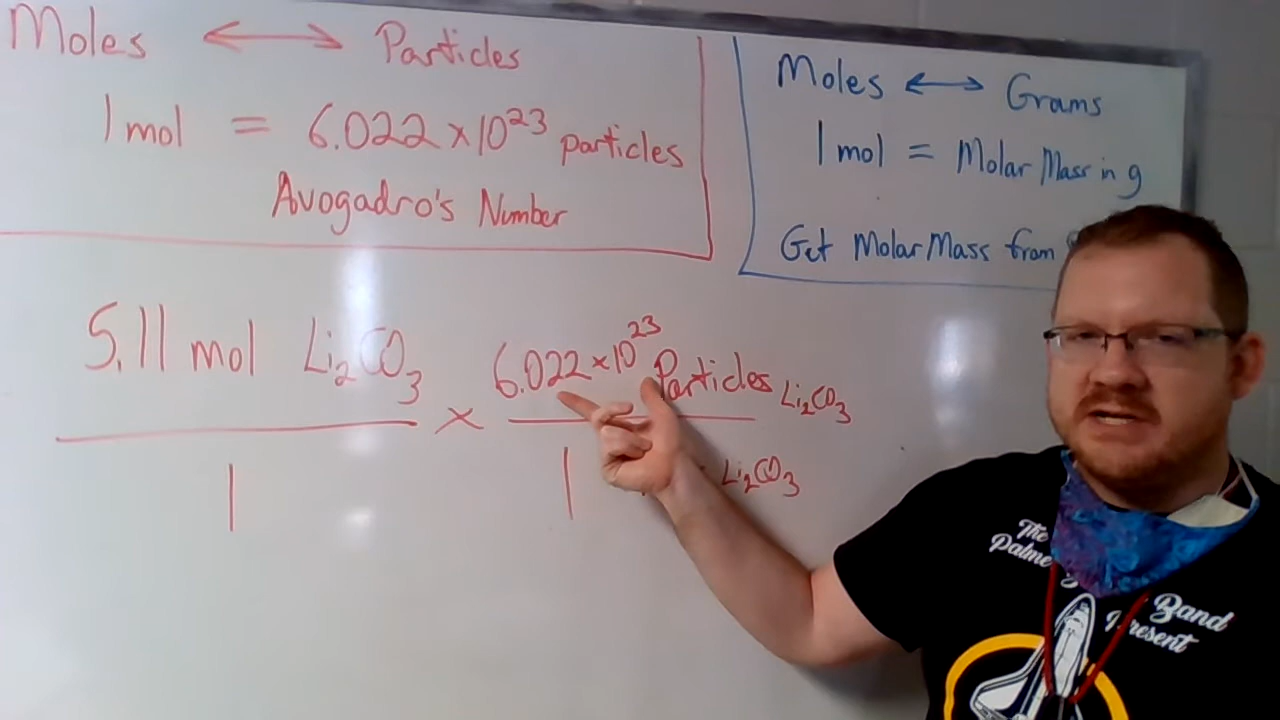 Moles ↔ Particles
1 mol = 6.022 x 10²³ particles
Avogadro's Number
Moles ↔ Grams
1 mol = Molar Mass in g
Get Molar Mass from
5.11 mol Li₂CO₃ x 6.022 x 10²³ Particles Li₂CO₃
1 1 Li₂CO₃
The
Palme Band
Present